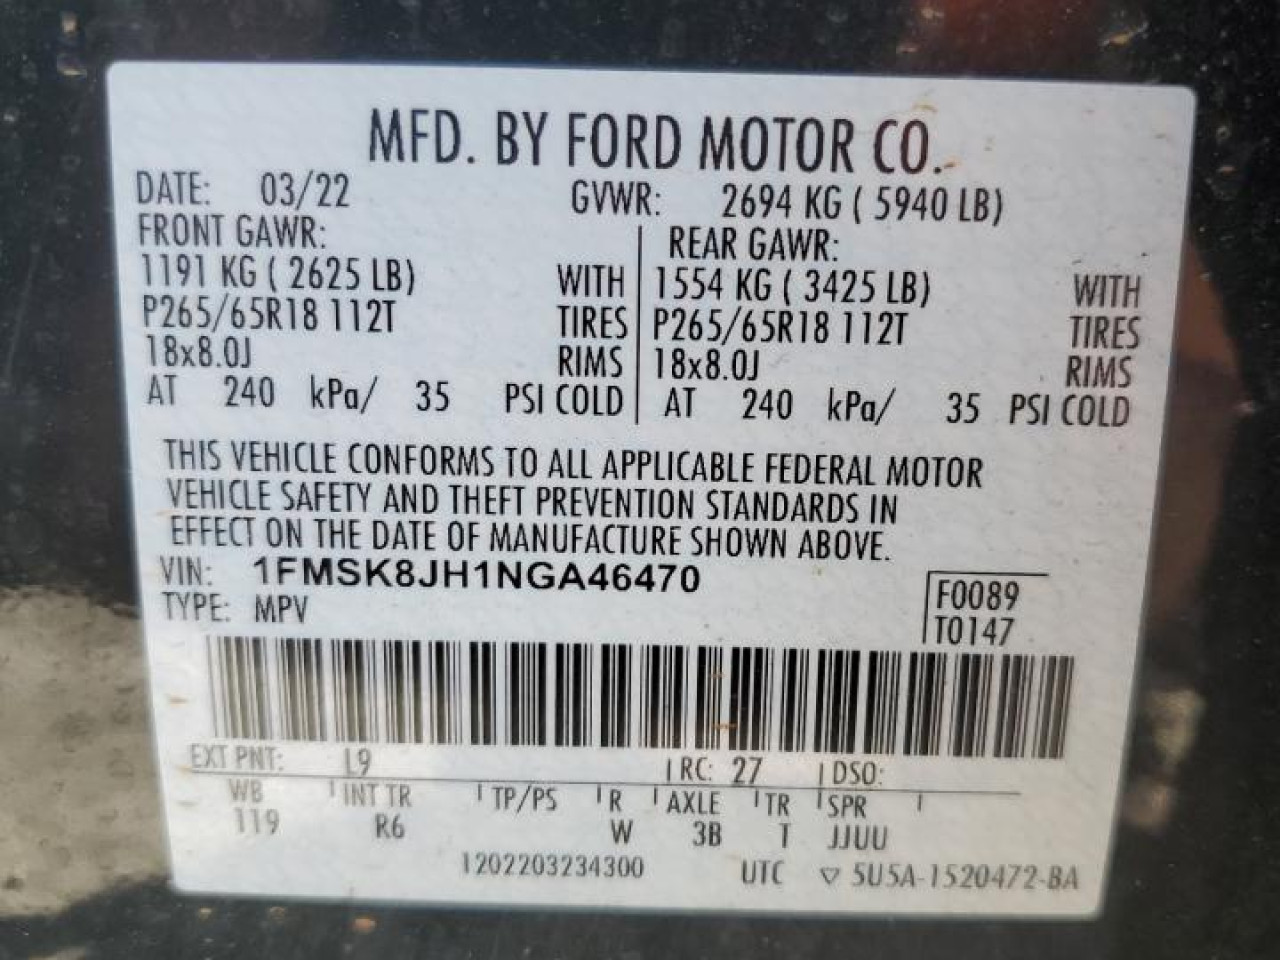 MFD. BY FORD MOTOR CO.
DATE: 03/22 GVWR: 2694 KG ( 5940 LB)
FRONT GAWR: REAR GAWR:
1191 KG ( 2625 LB) WITH 1554 KG ( 3425 LB) WITH
P265/65R18 112T TIRES P265/65R18 112T TIRES
18x8.0J RIMS 18x8.0J RIMS
AT 240 kPa/ 35 PSI COLD AT 240 kPa/ 35 PSI COLD
THIS VEHICLE CONFORMS TO ALL APPLICABLE FEDERAL MOTOR
VEHICLE SAFETY AND THEFT PREVENTION STANDARDS IN
EFFECT ON THE DATE OF MANUFACTURE SHOWN ABOVE.
VIN: 1FMSK8JH1NGA46470 F0089
TYPE: MPV T0147
EXT PNT: L9 RC: 27 DSO:
WB INT TR TP/PS R AXLE TR SPR
119 R6 W 3B T JJUU
1202203234300 UTC ▽ 5U5A-1520472-BA